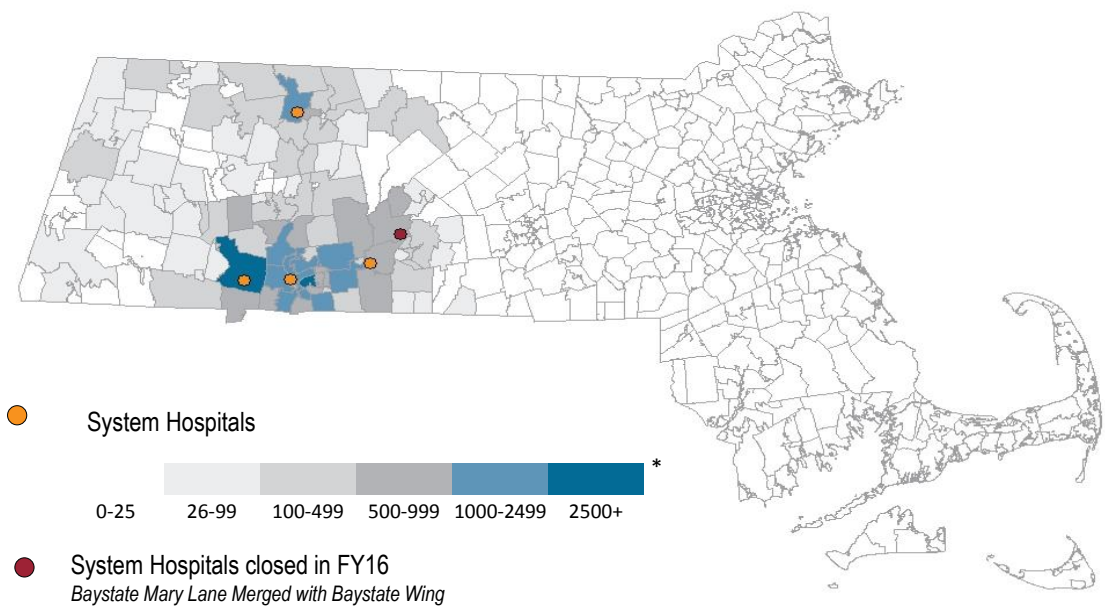 System Hospitals
*
0-25 26-99 100-499 500-999 1000-2499 2500+
System Hospitals closed in FY16
Baystate Mary Lane Merged with Baystate Wing